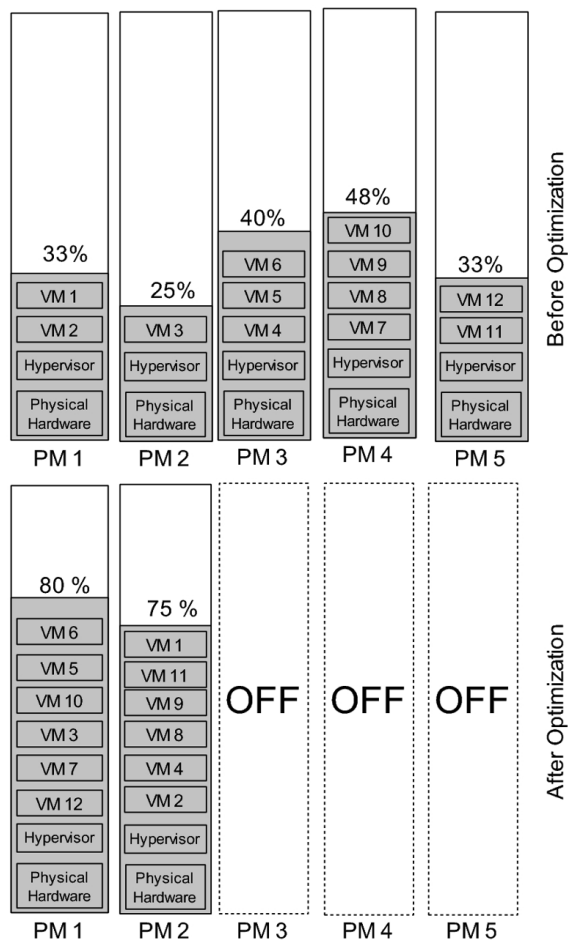 33%
VM 1
VM 2
Hypervisor
Physical
Hardware
PM 1
25%
VM 3
Hypervisor
Physical
Hardware
PM 2
40%
VM 6
VM 5
VM 4
Hypervisor
Physical
Hardware
PM 3
48%
VM 10
VM 9
VM 8
VM 7
Hypervisor
Physical
Hardware
PM 4
33%
VM 12
VM 11
Hypervisor
Physical
Hardware
PM 5
Before Optimization
80 %
VM 6
VM 5
VM 10
VM 3
VM 7
VM 12
Hypervisor
Physical
Hardware
PM 1
75 %
VM 1
VM 11
VM 9
VM 8
VM 4
VM 2
Hypervisor
Physical
Hardware
PM 2
OFF
PM 3
OFF
PM 4
OFF
PM 5
After Optimization